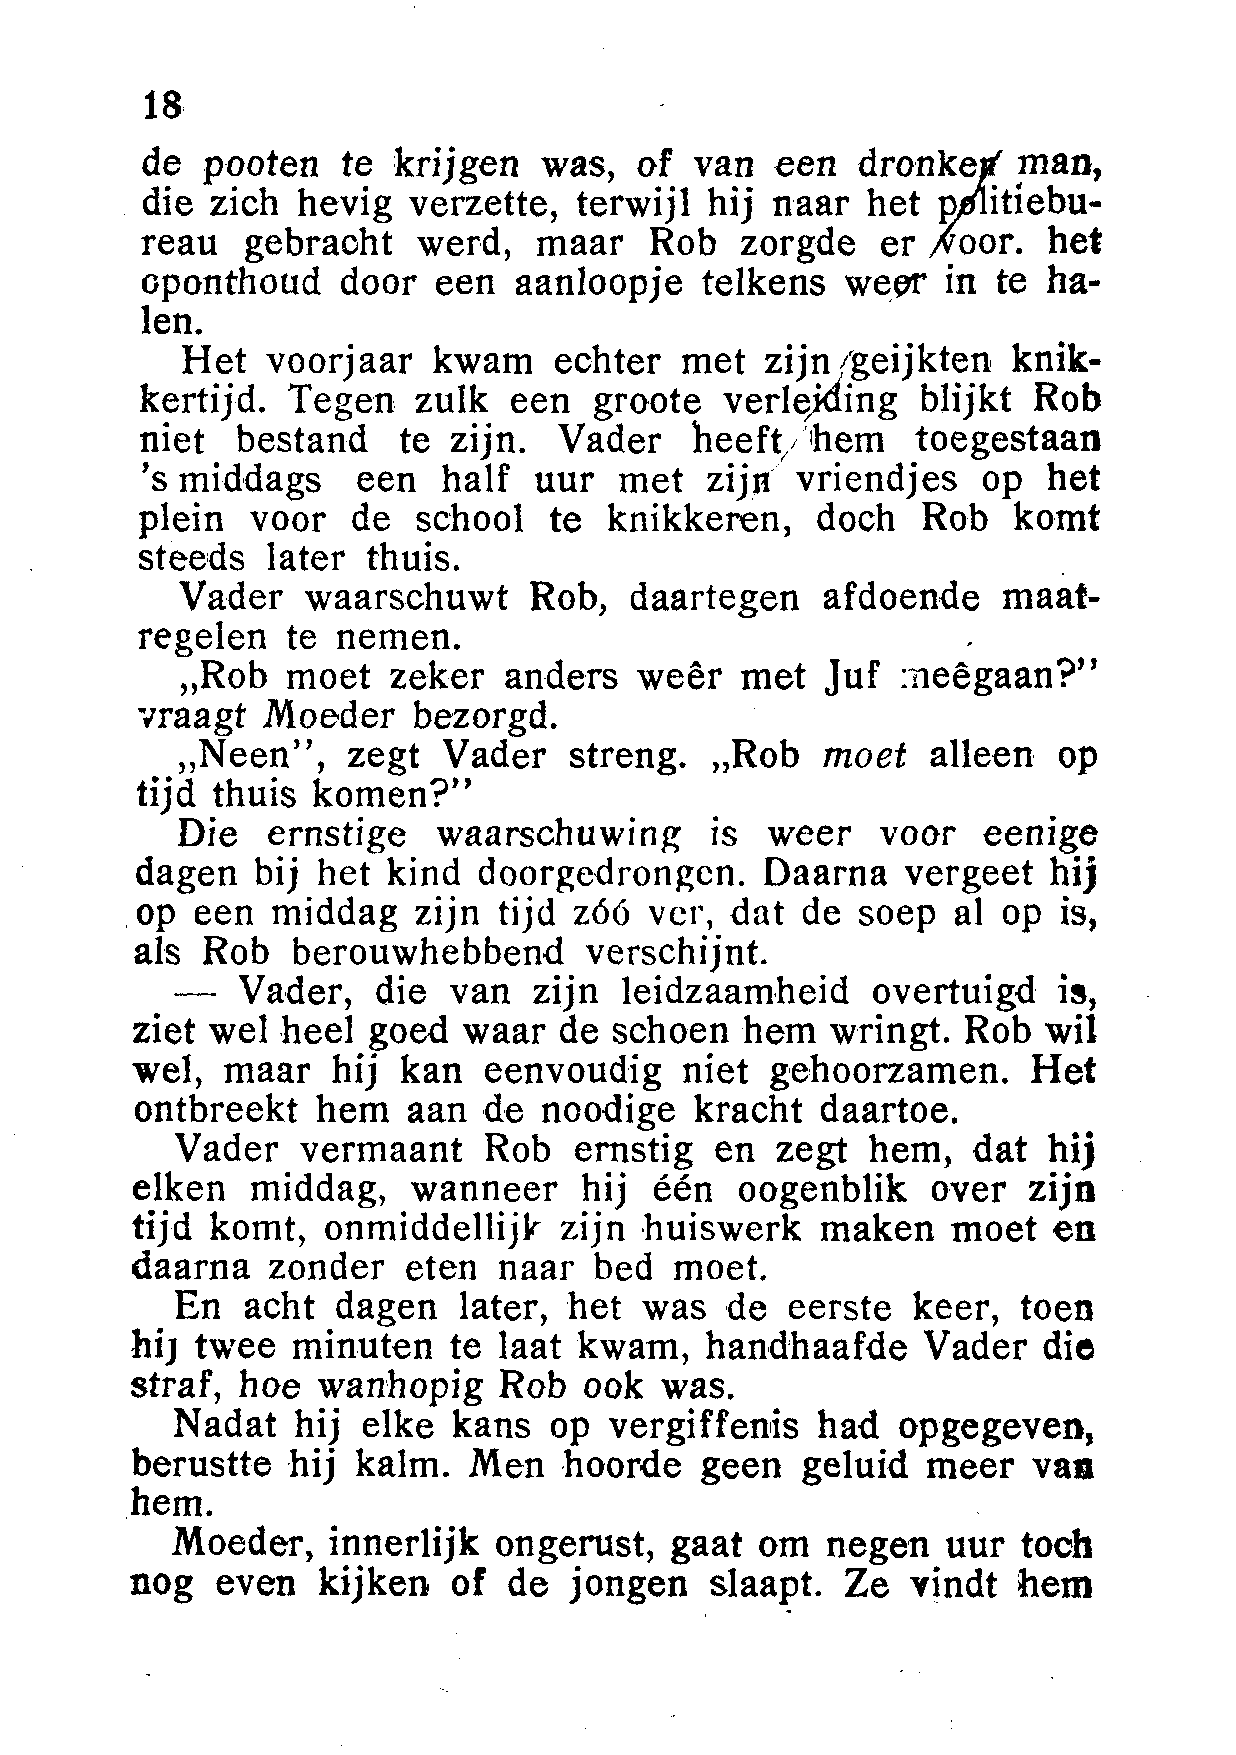 18
de pooten te krijgen was, of van een dronken man,
die zich hevig verzette, terwijl hij naar het politiebu-
reau gebracht werd, maar Rob zorgde er voor. het
oponthoud door een aanloopje telkens weer in te ha-
len.
Het voorjaar kwam echter met zijn geijkten knik-
kertijd. Tegen zulk een groote verleiding blijkt Rob
niet bestand te zijn. Vader heeft hem toegestaan
's middags een half uur met zijn vriendjes op het
plein voor de school te knikkeren, doch Rob komt
steeds later thuis.
Vader waarschuwt Rob, daartegen afdoende maat-
regelen te nemen.
„Rob moet zeker anders weêr met Juf meêgaan?”
vraagt Moeder bezorgd.
„Neen”, zegt Vader streng. „Rob moet alleen op
tijd thuis komen?”
Die ernstige waarschuwing is weer voor eenige
dagen bij het kind doorgedrongen. Daarna vergeet hij
op een middag zijn tijd zóó ver, dat de soep al op is,
als Rob berouwhebbend verschijnt.
— Vader, die van zijn leidzaamheid overtuigd is,
ziet wel heel goed waar de schoen hem wringt. Rob wil
wel, maar hij kan eenvoudig niet gehoorzamen. Het
ontbreekt hem aan de noodige kracht daartoe.
Vader vermaant Rob ernstig en zegt hem, dat hij
elken middag, wanneer hij één oogenblik over zijn
tijd komt, onmiddellijk zijn huiswerk maken moet en
daarna zonder eten naar bed moet.
En acht dagen later, het was de eerste keer, toen
hij twee minuten te laat kwam, handhaafde Vader die
straf, hoe wanhopig Rob ook was.
Nadat hij elke kans op vergiffenis had opgegeven,
berustte hij kalm. Men hoorde geen geluid meer van
hem.
Moeder, innerlijk ongerust, gaat om negen uur toch
nog even kijken of de jongen slaapt. Ze vindt hem